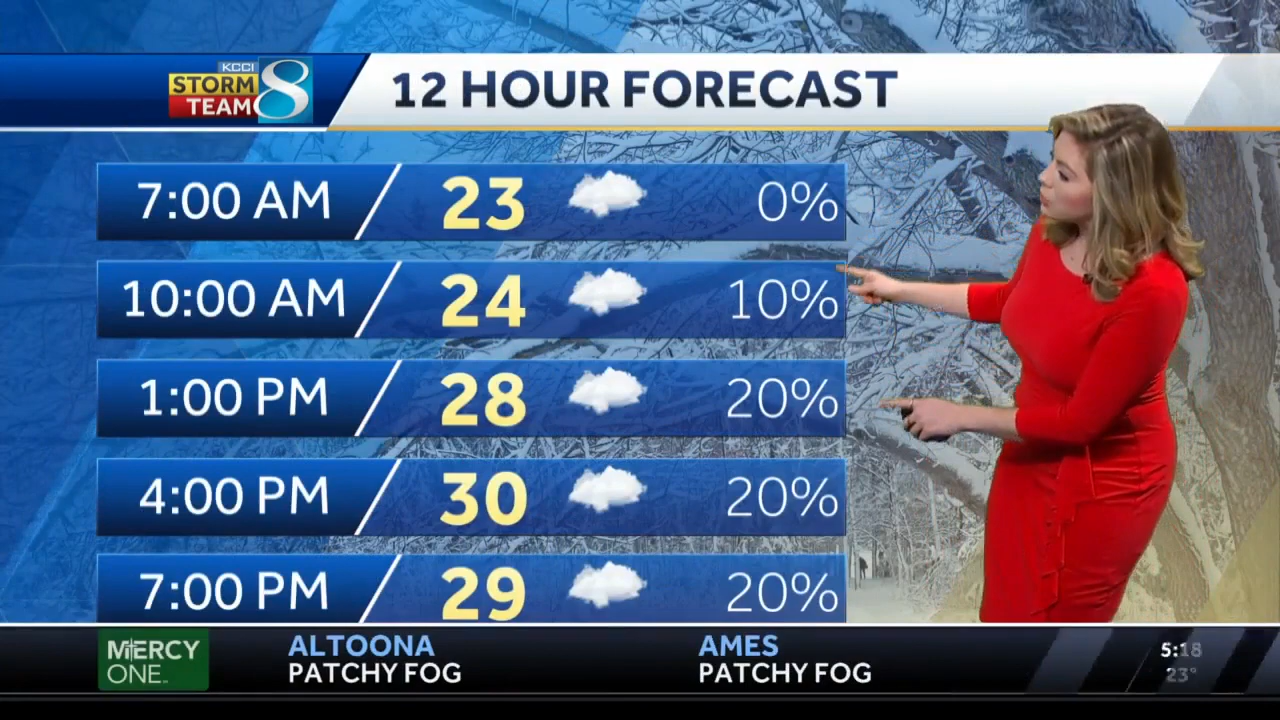 KCCI
STORM
TEAM 8
12 HOUR FORECAST
7:00 AM 23 0%
10:00 AM 24 10%
1:00 PM 28 20%
4:00 PM 30 20%
7:00 PM 29 20%
MERCY
ONE
ALTOONA
PATCHY FOG
AMES
PATCHY FOG
5:18
23°